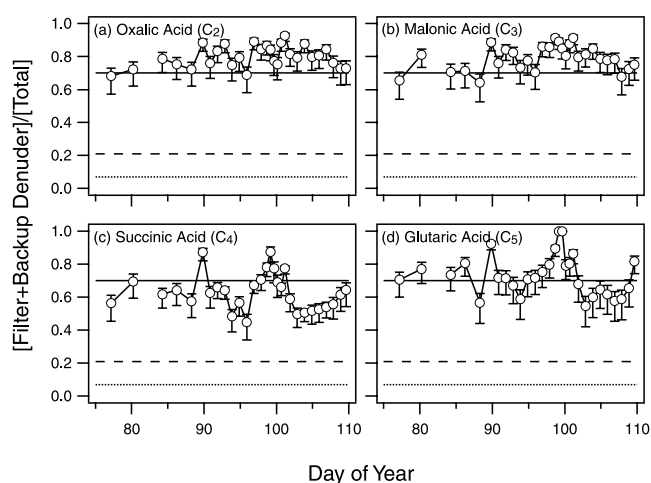 [Filter+Backup Denuder]/[Total]
(a) Oxalic Acid (C2)
1.0
0.8
0.6
0.4
0.2
0.0
(b) Malonic Acid (C3)
(c) Succinic Acid (C4)
1.0
0.8
0.6
0.4
0.2
0.0
(d) Glutaric Acid (C5)
80 90 100 110
80 90 100 110
Day of Year